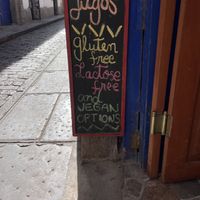 Jugos
gluten
free
Lactose
free
and
VEGAN
OPTIONS